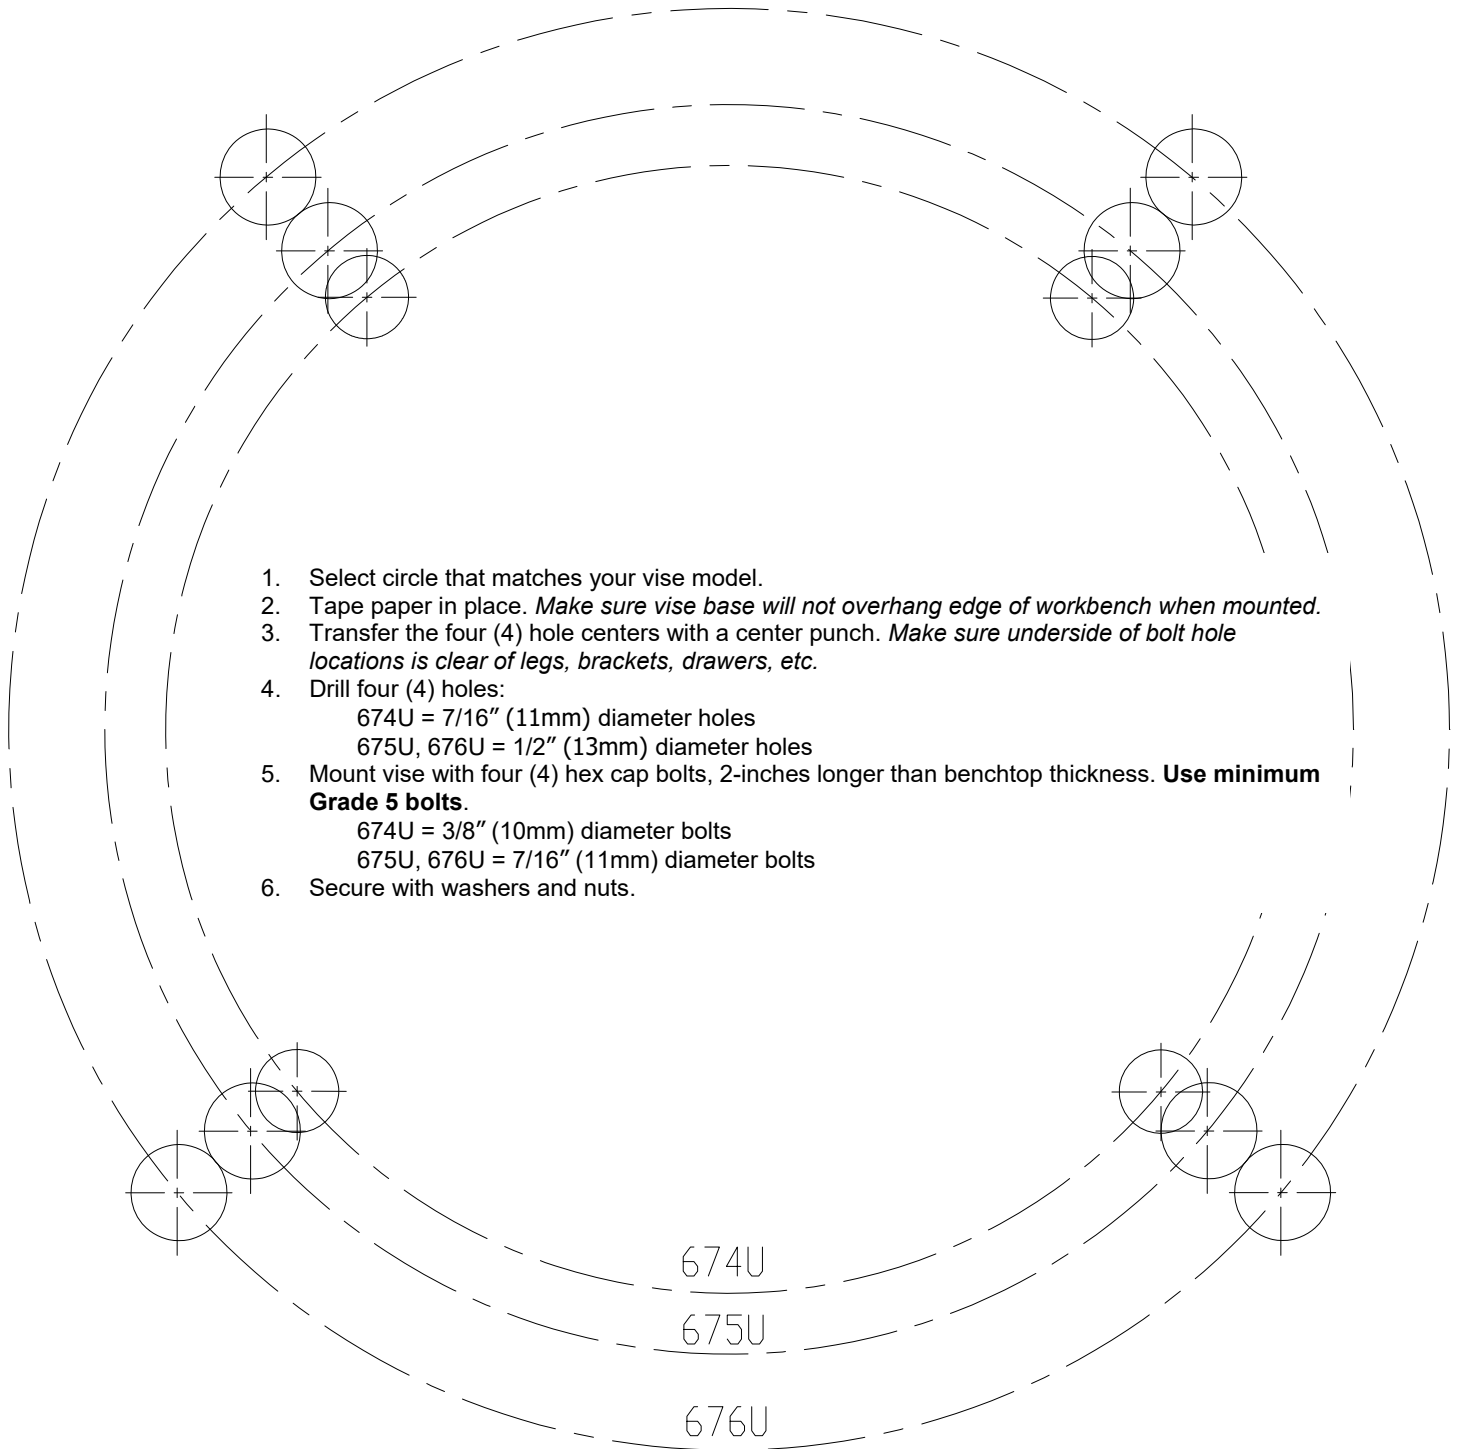 1. Select circle that matches your vise model.
2. Tape paper in place. Make sure vise base will not overhang edge of workbench when mounted.
3. Transfer the four (4) hole centers with a center punch. Make sure underside of bolt hole
locations is clear of legs, brackets, drawers, etc.
4. Drill four (4) holes:
674U = 7/16″ (11mm) diameter holes
675U, 676U = 1/2″ (13mm) diameter holes
5. Mount vise with four (4) hex cap bolts, 2-inches longer than benchtop thickness. Use minimum
Grade 5 bolts.
674U = 3/8″ (10mm) diameter bolts
675U, 676U = 7/16″ (11mm) diameter bolts
6. Secure with washers and nuts.
674U
675U
676U